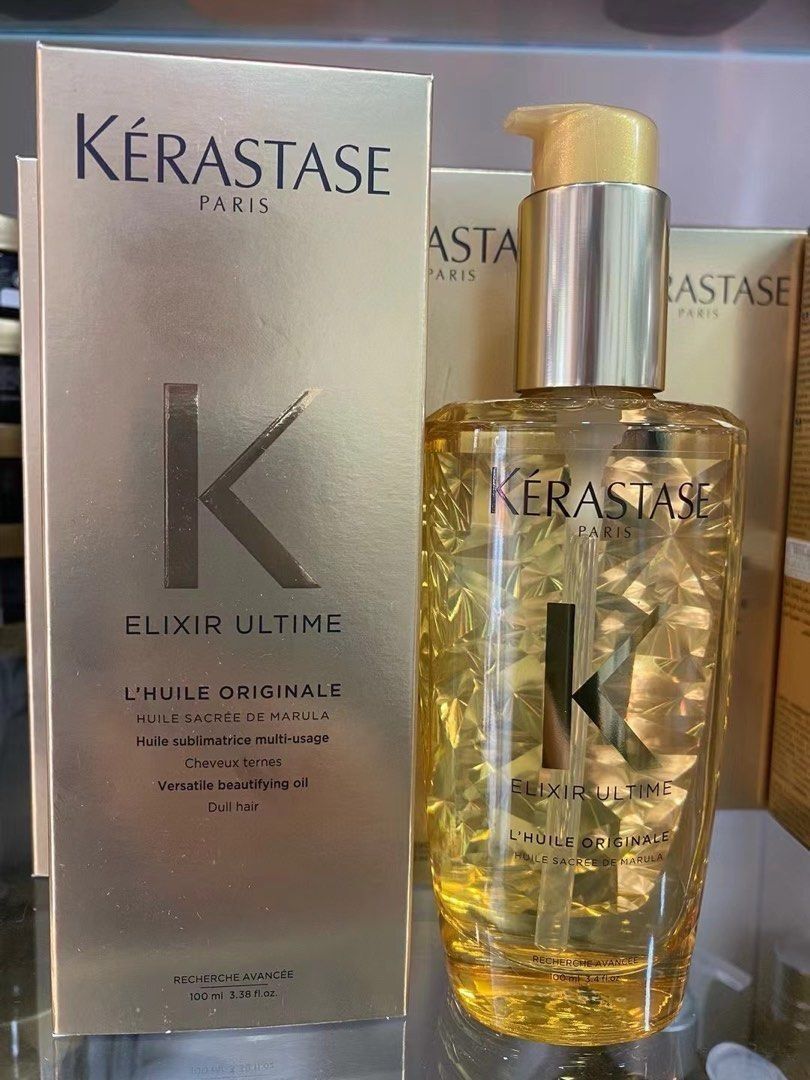 KÉRASTASE
PARIS
K
ELIXIR ULTIME
L'HUILE ORIGINALE
HUILE SACRÉE DE MARULA
Huile sublimatrice multi-usage
Cheveux ternes
Versatile beautifying oil
Dull hair
RECHERCHE AVANCÉE
100 ml 3.38 fl.oz.
ASTA
PARIS
RASTASE
PARIS
KÉRASTASE
PARIS
K
ELIXIR ULTIME
L'HUILE ORIGINALE
HUILE SACRÉE DE MARULA
RECHERCHE AVANCÉE
100 ml 3.4 fl.oz.